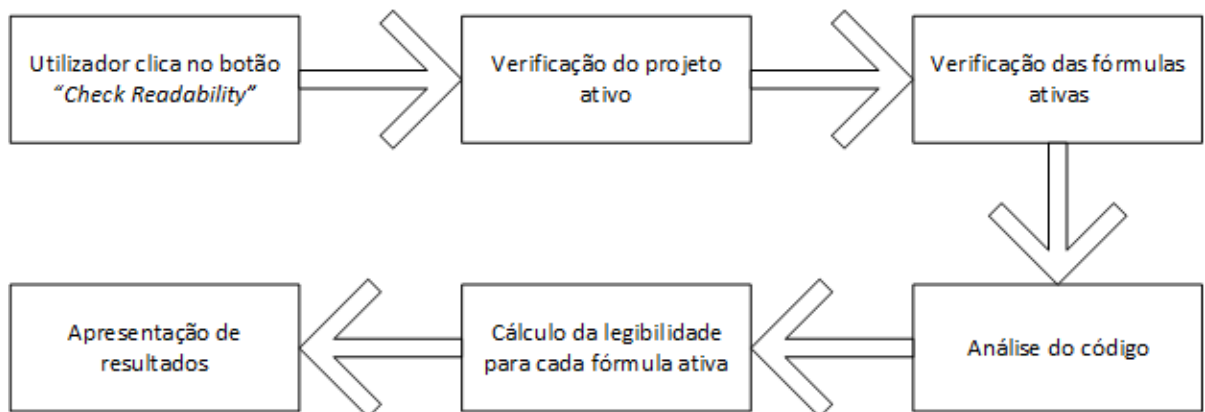 Utilizador clica no botão
“Check Readability”
Verificação do projeto
ativo
Verificação das fórmulas
ativas
Análise do código
Cálculo da legibilidade
para cada fórmula ativa
Apresentação de
resultados